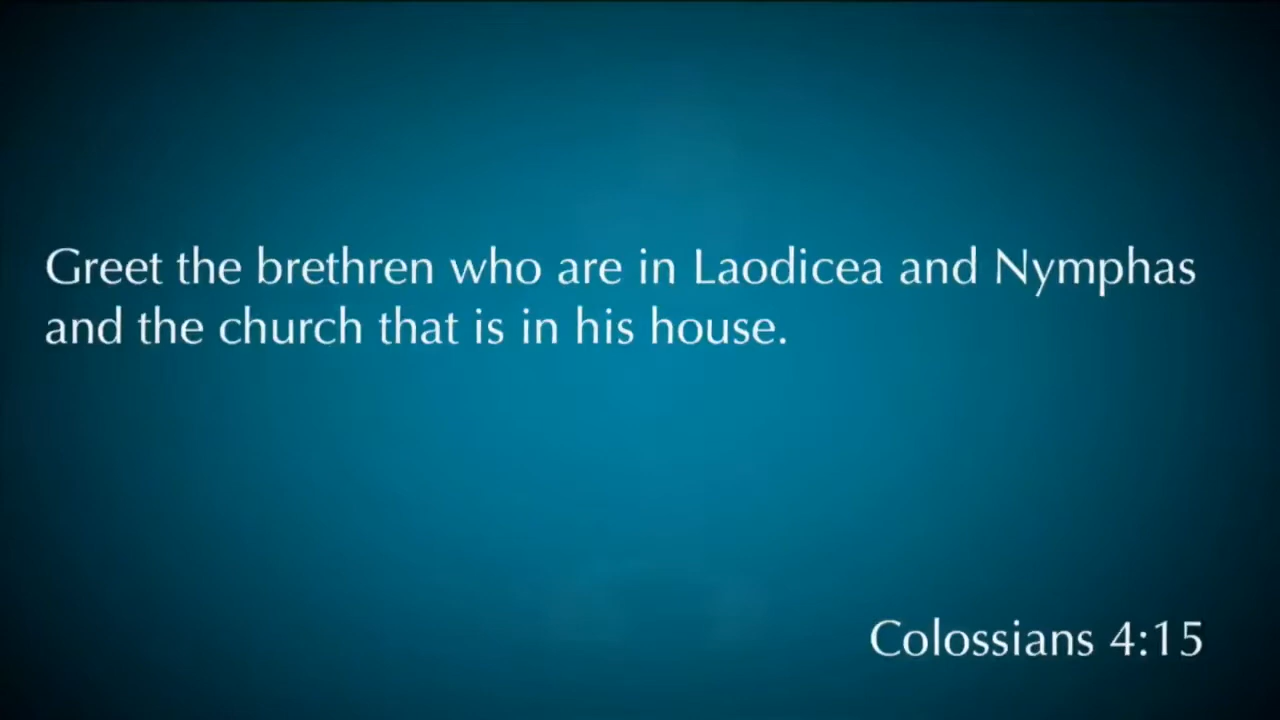 Greet the brethren who are in Laodicea and Nymphas
and the church that is in his house.
Colossians 4:15